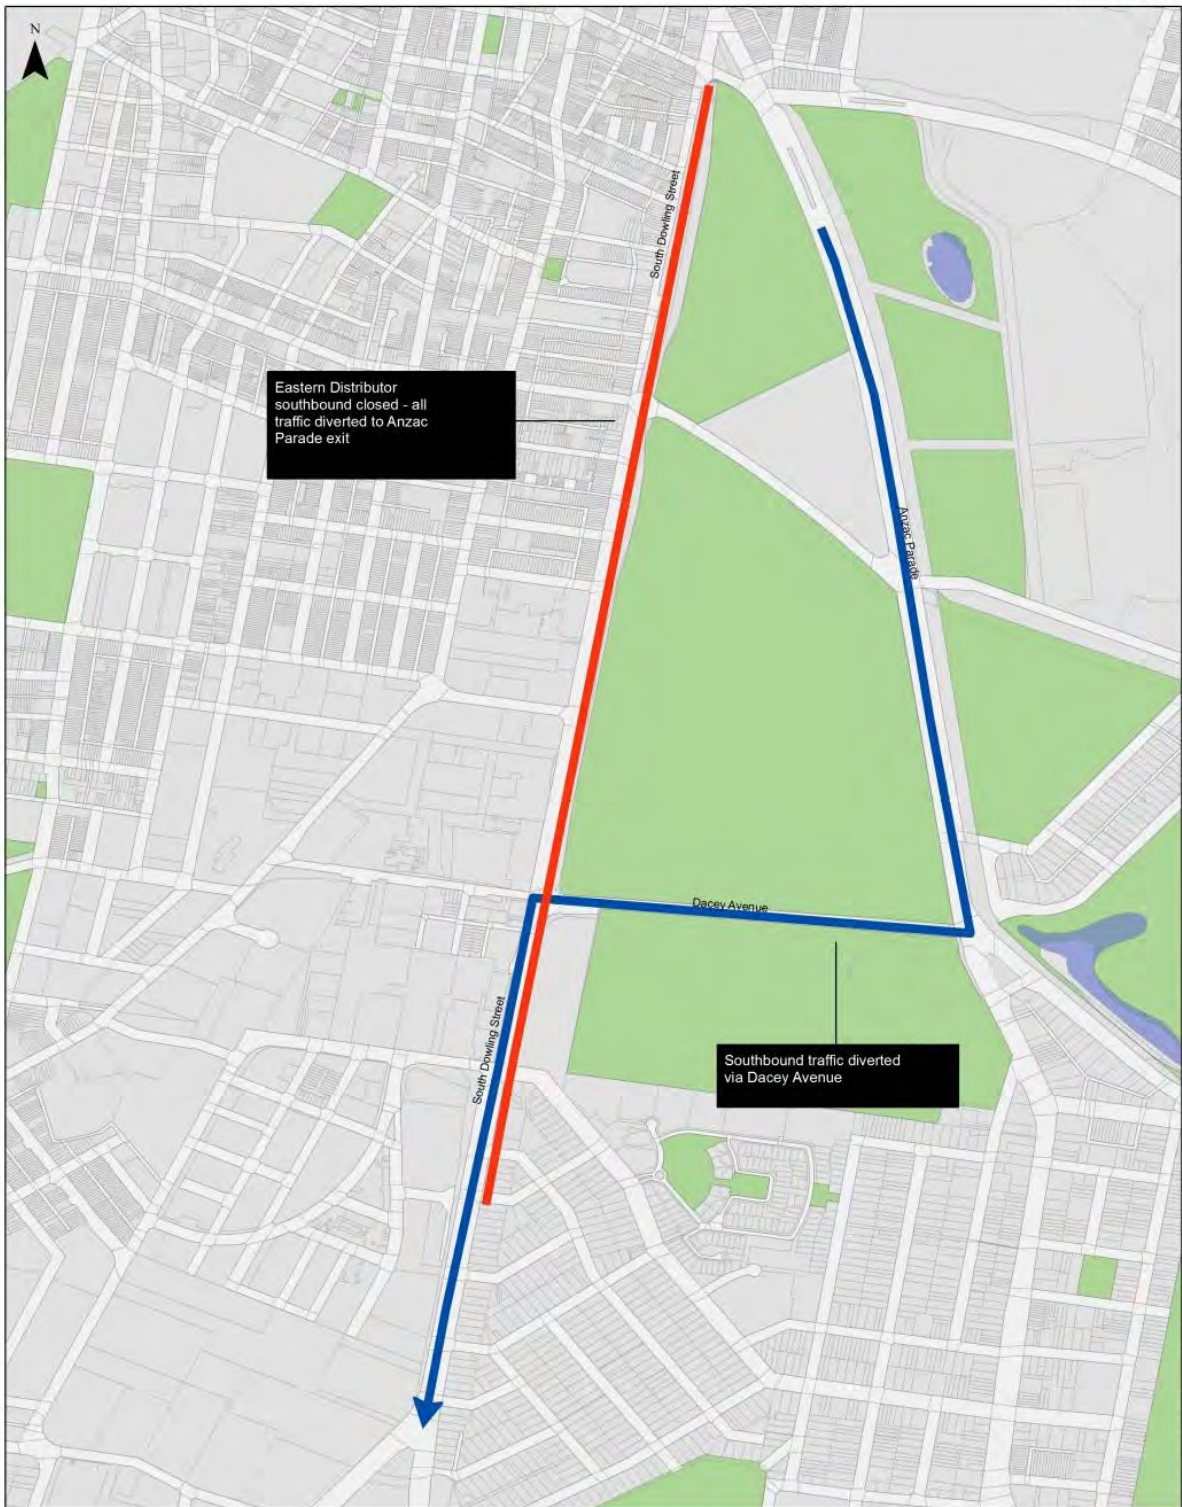 N
South Dowling Street
Eastern Distributor
southbound closed - all
traffic diverted to Anzac
Parade exit
Anzac Parade
Dacey Avenue
South Dowling Street
Southbound traffic diverted
via Dacey Avenue